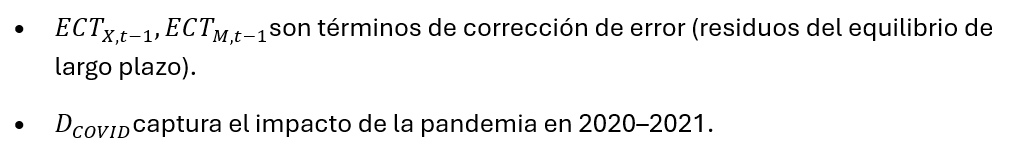 • ECT_{X,t−1}, ECT_{M,t−1} son términos de corrección de error (residuos del equilibrio de
largo plazo).
• D_{COVID} captura el impacto de la pandemia en 2020–2021.